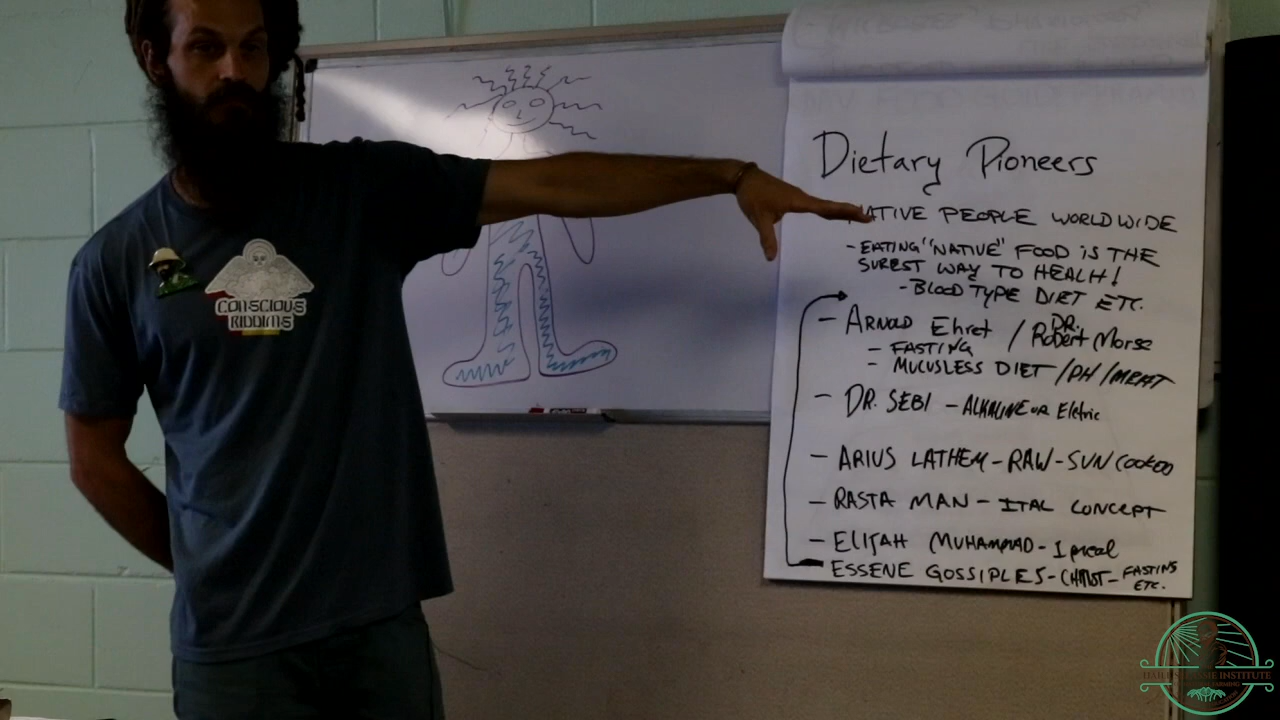 Dietary Pioneers
NATIVE PEOPLE WORLDWIDE
- EATING "NATIVE" FOOD IS THE
SUREST WAY TO HEALH!
- BLOOD TYPE DIET ETC.
- ARNOLD Ehret / DR. Robert Morse
- FASTING
- MUCUSLESS DIET / PH / MEAT
- DR. SEBI - ALKALINE OR Eletric
- ARIUS LATHEM - RAW - SUN COOKED
- RASTA MAN - ITAL CONCEPT
- ELIJAH MUHAMMAD - 1 meal
ESSENE GOSSIPLES - CHRIST - FASTING ETC.
CONSCIOUS
RIDDIMS
INSTITUTE